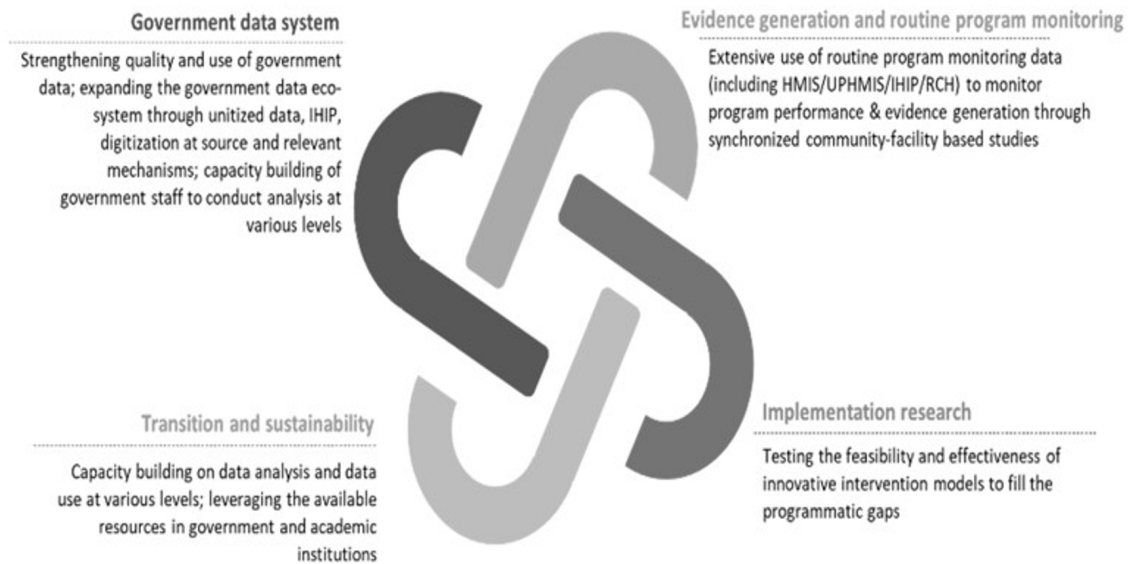 Government data system
Strengthening quality and use of government
data; expanding the government data eco-
system through unitized data, IHIP,
digitization at source and relevant
mechanisms; capacity building of
government staff to conduct analysis at
various levels
Evidence generation and routine program monitoring
Extensive use of routine program monitoring data
(including HMIS/UPHMIS/IHIP/RCH) to monitor
program performance & evidence generation through
synchronized community-facility based studies
Transition and sustainability
Capacity building on data analysis and data
use at various levels; leveraging the available
resources in government and academic
institutions
Implementation research
Testing the feasibility and effectiveness of
innovative intervention models to fill the
programmatic gaps